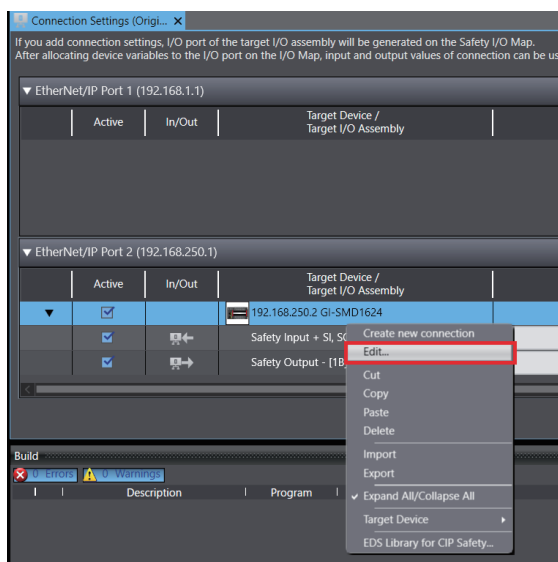 Connection Settings (Origi... X
If you add connection settings, I/O port of the target I/O assembly will be generated on the Safety I/O Map.
After allocating device variables to the I/O port on the I/O Map, input and output values of connection can be us
▼ EtherNet/IP Port 1 (192.168.1.1)
Active In/Out Target Device /
Target I/O Assembly
▼ EtherNet/IP Port 2 (192.168.250.1)
Active In/Out Target Device /
Target I/O Assembly
▼ 192.168.250.2 GI-SMD1624
Safety Input + SI, SO
Safety Output - [1B
Create new connection
Edit...
Cut
Copy
Paste
Delete
Import
Export
✓ Expand All/Collapse All
Target Device
EDS Library for CIP Safety...
Build
0 Errors 0 Warnings
I I Description I Program I